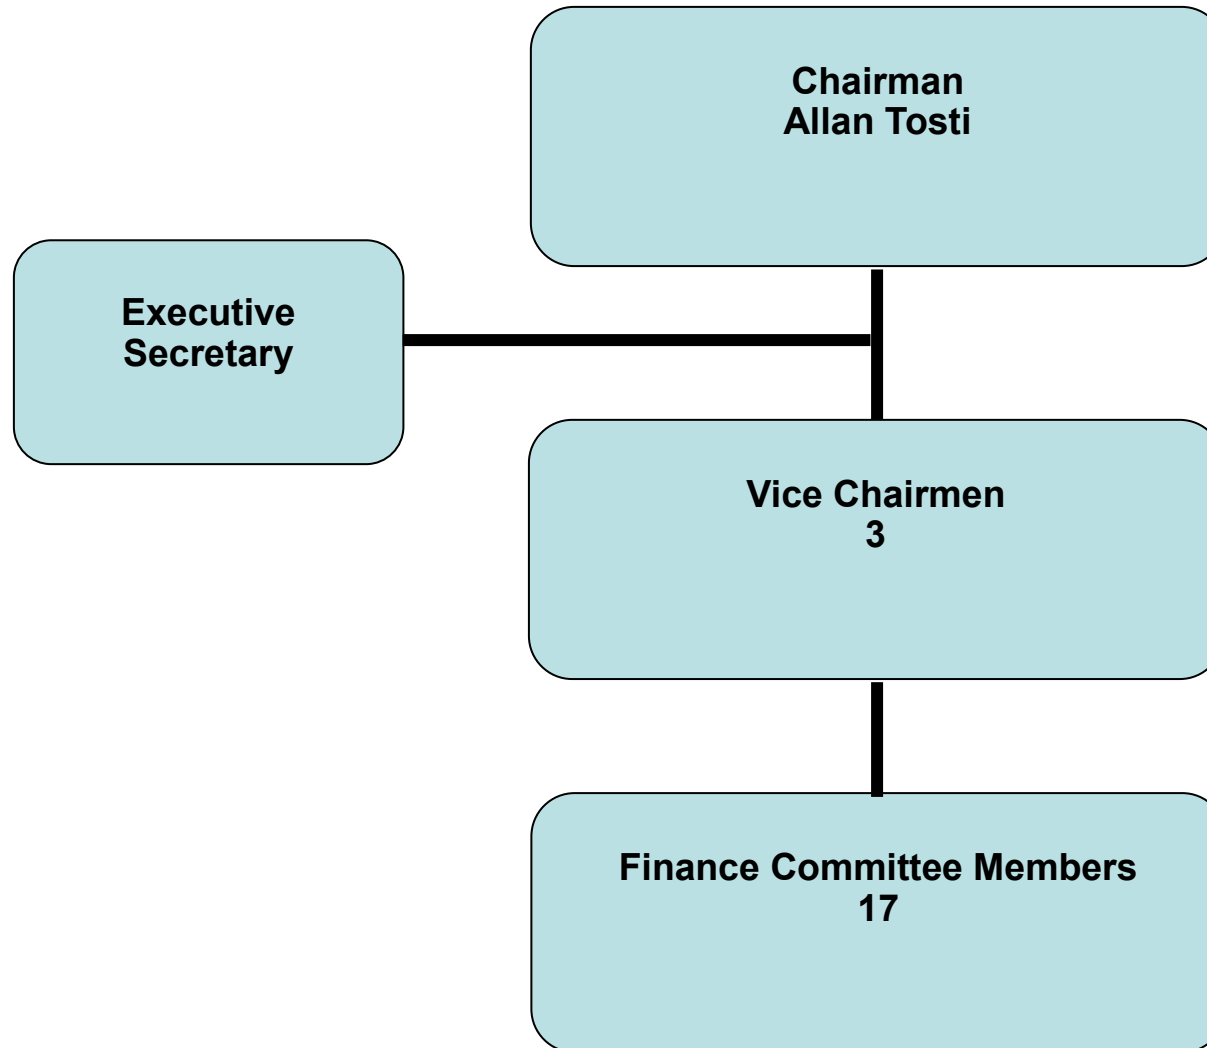 Chairman
Allan Tosti
Executive
Secretary
Vice Chairmen
3
Finance Committee Members
17